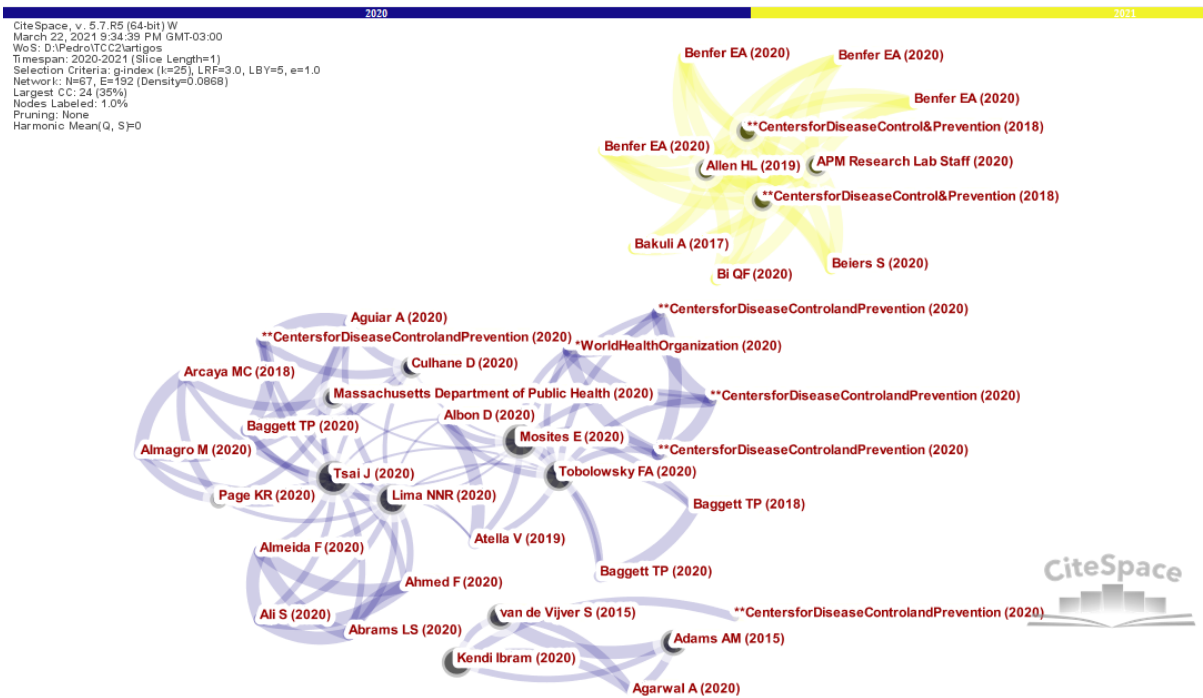 2020
2021
CiteSpace, v. 5.7.R5 (64-bit) W
March 22, 2021 9:34:39 PM GMT-03:00
WoS: D:\Pedro\TCC2\artigos
Timespan: 2020-2021 (Slice Length=1)
Selection Criteria: g-index (k=25), LRF=3.0, LBY=5, e=1.0
Network: N=67, E=192 (Density=0.0868)
Largest CC: 24 (35%)
Nodes Labeled: 1.0%
Pruning: None
Harmonic Mean(Q, S)=0
Benfer EA (2020)
Benfer EA (2020)
Benfer EA (2020)
**CentersforDiseaseControl&Prevention (2018)
Benfer EA (2020)
Allen HL (2019)
APM Research Lab Staff (2020)
**CentersforDiseaseControl&Prevention (2018)
Bakuli A (2017)
Beiers S (2020)
Bi QF (2020)
**CentersforDiseaseControlandPrevention (2020)
Aguiar A (2020)
**CentersforDiseaseControlandPrevention (2020)
*WorldHealthOrganization (2020)
Culhane D (2020)
Arcaya MC (2018)
Massachusetts Department of Public Health (2020)
**CentersforDiseaseControlandPrevention (2020)
Albon D (2020)
Baggett TP (2020)
Mosites E (2020)
Almagro M (2020)
**CentersforDiseaseControlandPrevention (2020)
Tsai J (2020)
Tobolowsky FA (2020)
Page KR (2020)
Lima NNR (2020)
Baggett TP (2018)
Atella V (2019)
Almeida F (2020)
Baggett TP (2020)
CiteSpace
Ahmed F (2020)
Ali S (2020)
van de Vijver S (2015)
**CentersforDiseaseControlandPrevention (2020)
Abrams LS (2020)
Adams AM (2015)
Kendi Ibram (2020)
Agarwal A (2020)